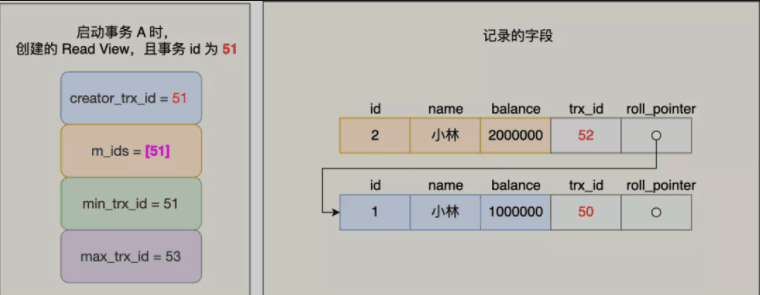 启动事务 A 时，
创建的 Read View，且事务 id 为 51
creator_trx_id = 51
m_ids = [51]
min_trx_id = 51
max_trx_id = 53
记录的字段
id name balance trx_id roll_pointer
2 小林 2000000 52
id name balance trx_id roll_pointer
1 小林 1000000 50